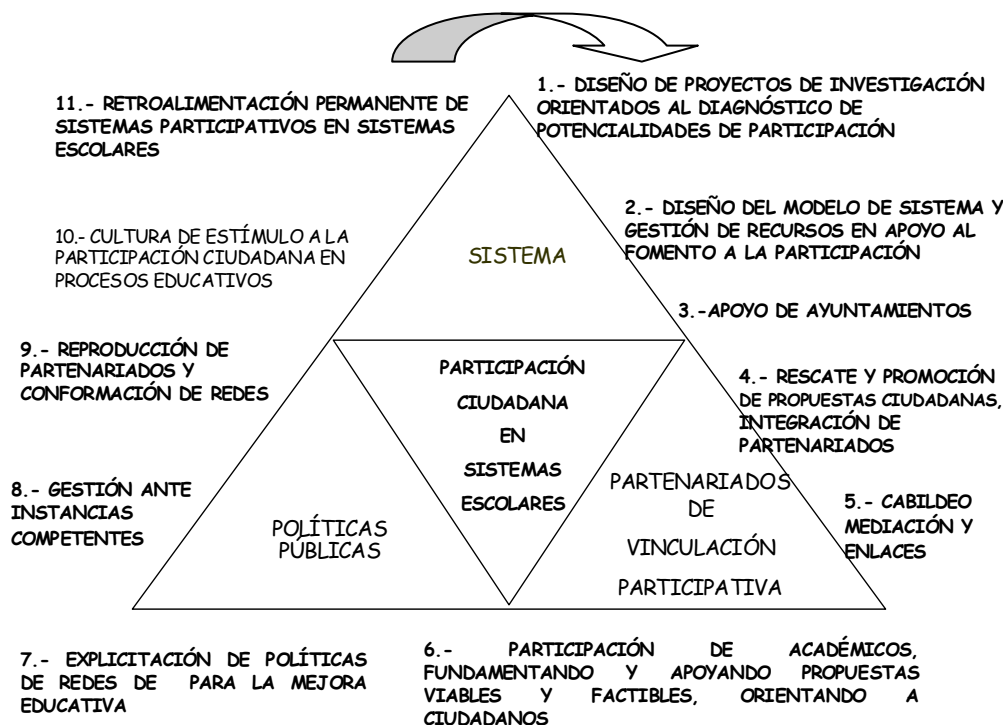 1.- DISEÑO DE PROYECTOS DE INVESTIGACIÓN
ORIENTADOS AL DIAGNÓSTICO DE
POTENCIALIDADES DE PARTICIPACIÓN
2.- DISEÑO DEL MODELO DE SISTEMA Y
GESTIÓN DE RECURSOS EN APOYO AL
FOMENTO A LA PARTICIPACIÓN
3.-APOYO DE AYUNTAMIENTOS
4.- RESCATE Y PROMOCIÓN
DE PROPUESTAS CIUDADANAS,
INTEGRACIÓN DE
PARTENARIADOS
5.- CABILDEO
MEDIACIÓN Y
ENLACES
6.- PARTICIPACIÓN DE ACADÉMICOS,
FUNDAMENTANDO Y APOYANDO PROPUESTAS
VIABLES Y FACTIBLES, ORIENTANDO A
CIUDADANOS
7.- EXPLICITACIÓN DE POLÍTICAS
DE REDES DE PARA LA MEJORA
EDUCATIVA
8.- GESTIÓN ANTE
INSTANCIAS
COMPETENTES
9.- REPRODUCCIÓN DE
PARTENARIADOS Y
CONFORMACIÓN DE REDES
10.- CULTURA DE ESTÍMULO A LA
PARTICIPACIÓN CIUDADANA EN
PROCESOS EDUCATIVOS
11.- RETROALIMENTACIÓN PERMANENTE DE
SISTEMAS PARTICIPATIVOS EN SISTEMAS
ESCOLARES
SISTEMA
PARTICIPACIÓN
CIUDADANA
EN
SISTEMAS
ESCOLARES
POLÍTICAS
PÚBLICAS
PARTENARIADOS
DE
VINCULACIÓN
PARTICIPATIVA